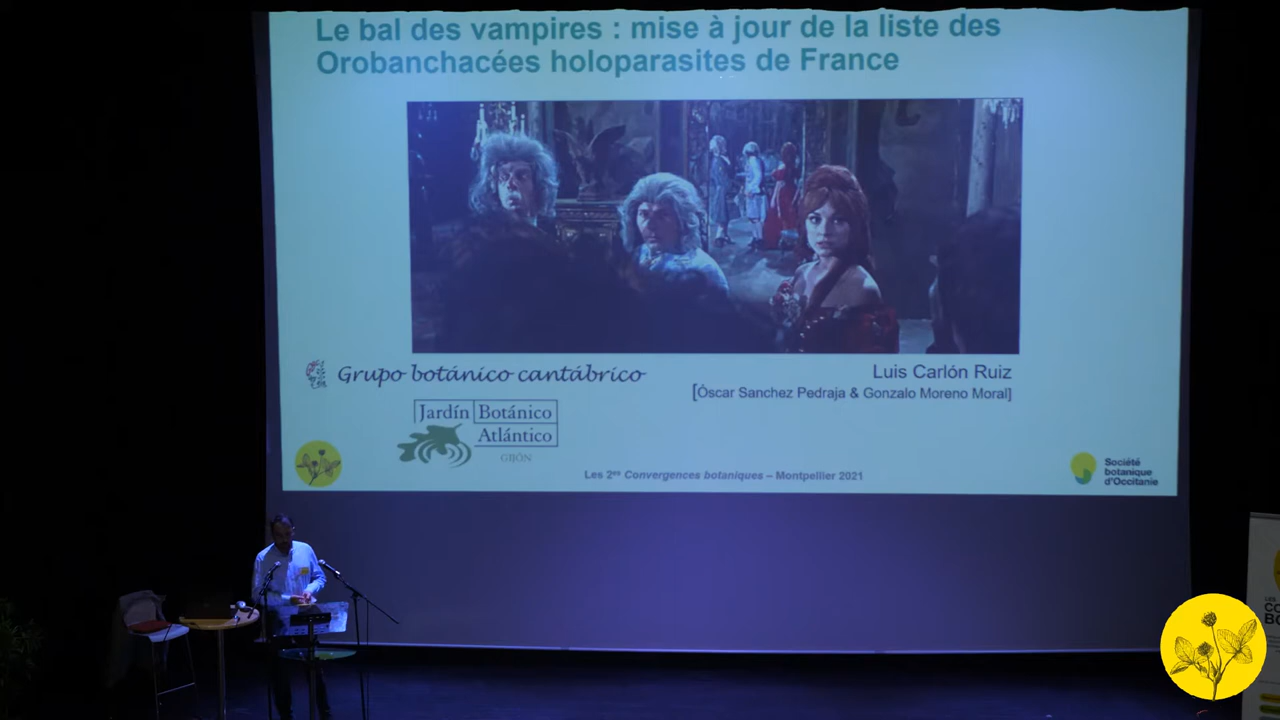 Le bal des vampires : mise à jour de la liste des
Orobanchacées holoparasites de France
Grupo botánico cantábrico
Luis Carlón Ruiz
[Óscar Sanchez Pedraja & Gonzalo Moreno Moral]
Jardín Botánico
Atlántico
GIJÓN
Les 2es Convergences botaniques – Montpellier 2021
Société
botanique
d'Occitanie